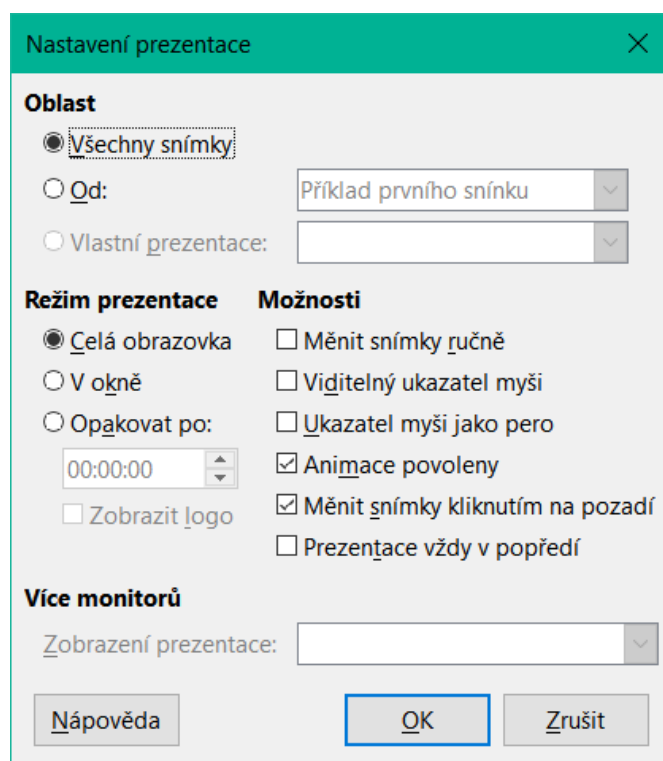 Nastavení prezentace
Oblast
Všechny snímky
Od: Příklad prvního snínku
Vlastní prezentace:
Režim prezentace Možnosti
Celá obrazovka Měnit snímky ručně
V okně Viditelný ukazatel myši
Opakovat po: Ukazatel myši jako pero
00:00:00 Animace povoleny
Zobrazit logo Měnit snímky kliknutím na pozadí
Prezentace vždy v popředí
Více monitorů
Zobrazení prezentace:
Nápověda OK Zrušit